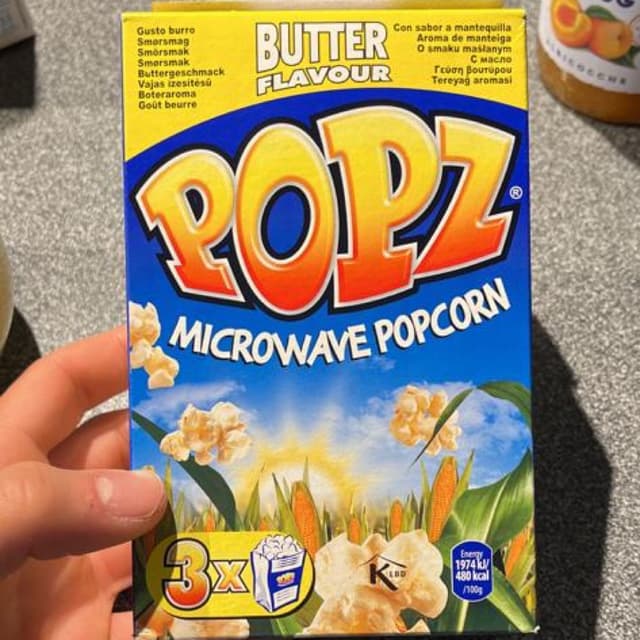 Gusto burro
Smørsmag
Smörsmak
Smørsmak
Buttergeschmack
Vajas ízesítésű
Boteraroma
Goût beurre
BUTTER
FLAVOUR
Con sabor a mantequilla
Aroma de manteiga
O smaku maślanym
С масло
Γεύση βουτύρου
Tereyağ aromasi
POPZ®
MICROWAVE POPCORN
3x
K LBD
Energy
1974 kJ/
480 kcal
/100g